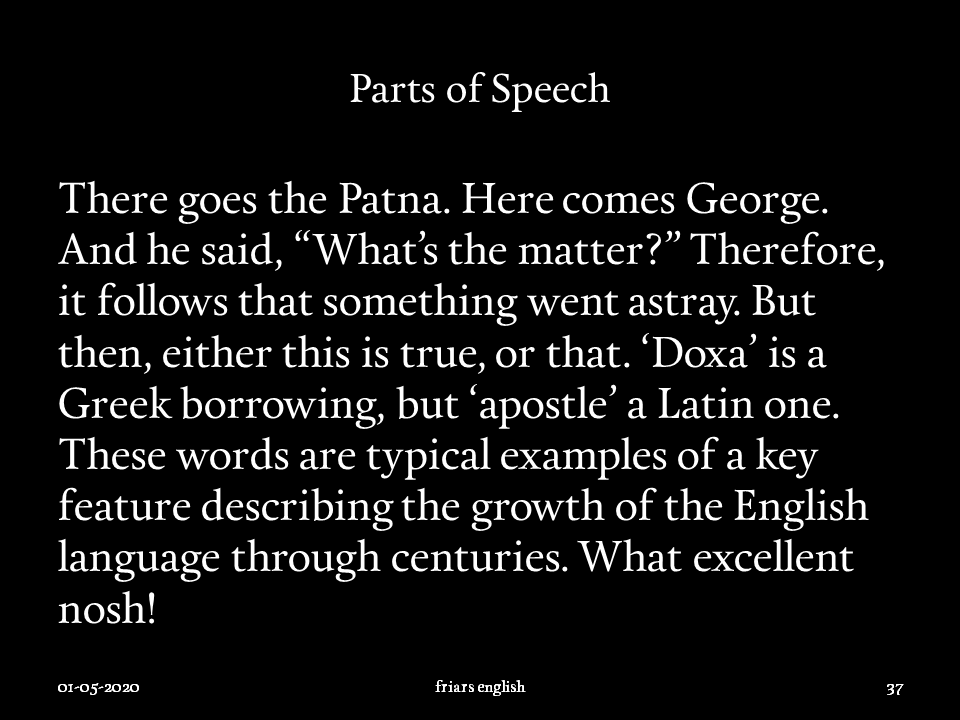 Parts of Speech
There goes the Patna. Here comes George.
And he said, “What’s the matter?” Therefore,
it follows that something went astray. But
then, either this is true, or that. ‘Doxa’ is a
Greek borrowing, but ‘apostle’ a Latin one.
These words are typical examples of a key
feature describing the growth of the English
language through centuries. What excellent
nosh!
01-05-2020 friars english 37